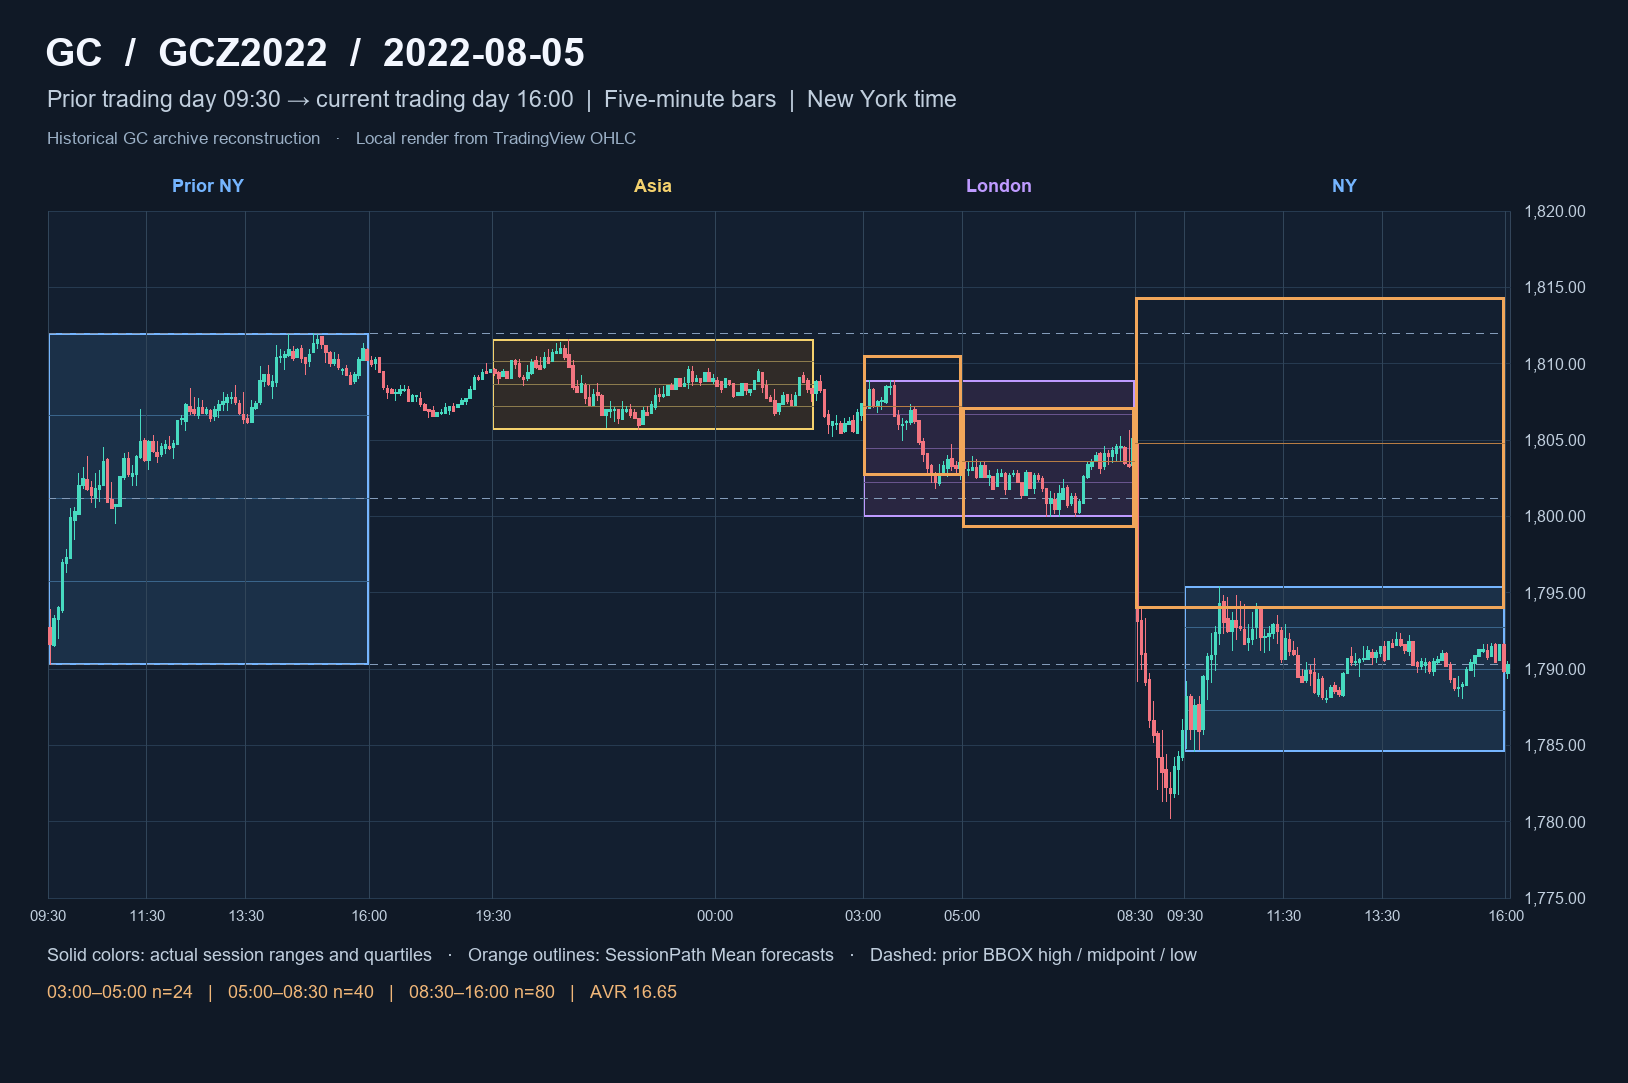 GC / GCZ2022 / 2022-08-05
Prior trading day 09:30 → current trading day 16:00 | Five-minute bars | New York time
Historical GC archive reconstruction · Local render from TradingView OHLC
Prior NY Asia London NY
1,820.00
1,815.00
1,810.00
1,805.00
1,800.00
1,795.00
1,790.00
1,785.00
1,780.00
1,775.00
09:30 11:30 13:30 16:00 19:30 00:00 03:00 05:00 08:30 09:30 11:30 13:30 16:00
Solid colors: actual session ranges and quartiles · Orange outlines: SessionPath Mean forecasts · Dashed: prior BBOX high / midpoint / low
03:00–05:00 n=24 | 05:00–08:30 n=40 | 08:30–16:00 n=80 | AVR 16.65